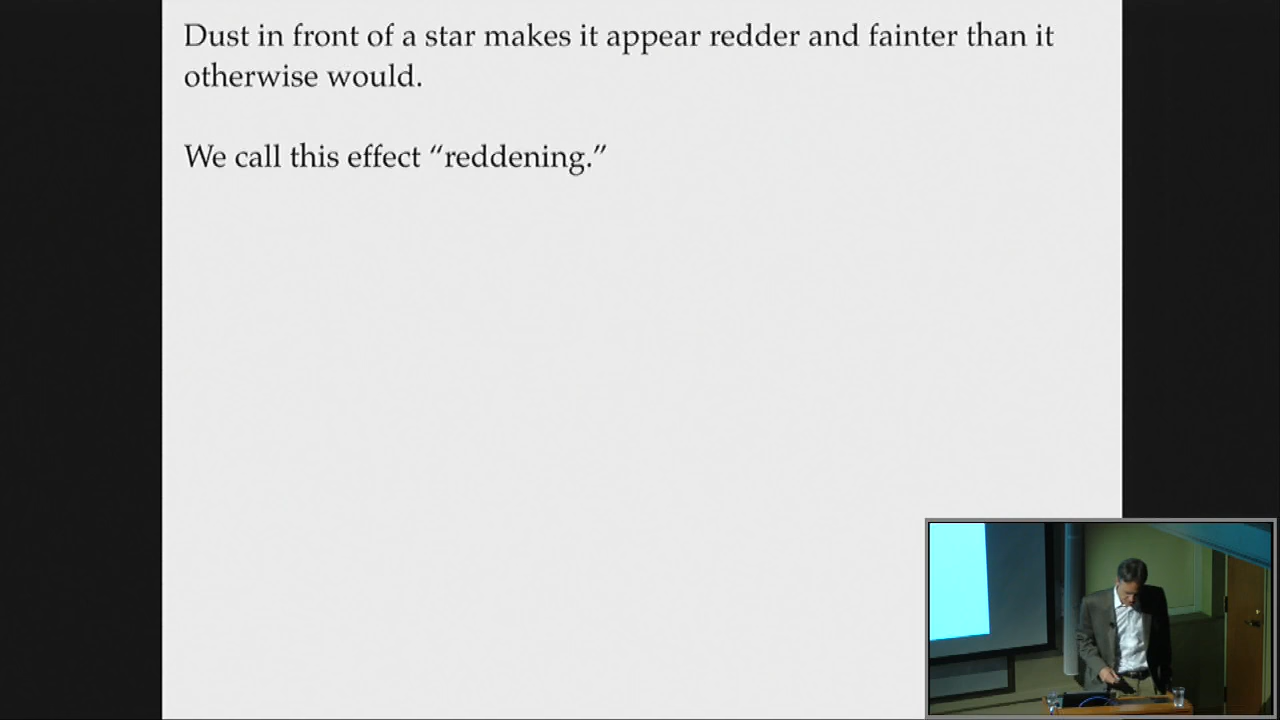 Dust in front of a star makes it appear redder and fainter than it
otherwise would.
We call this effect “reddening.”